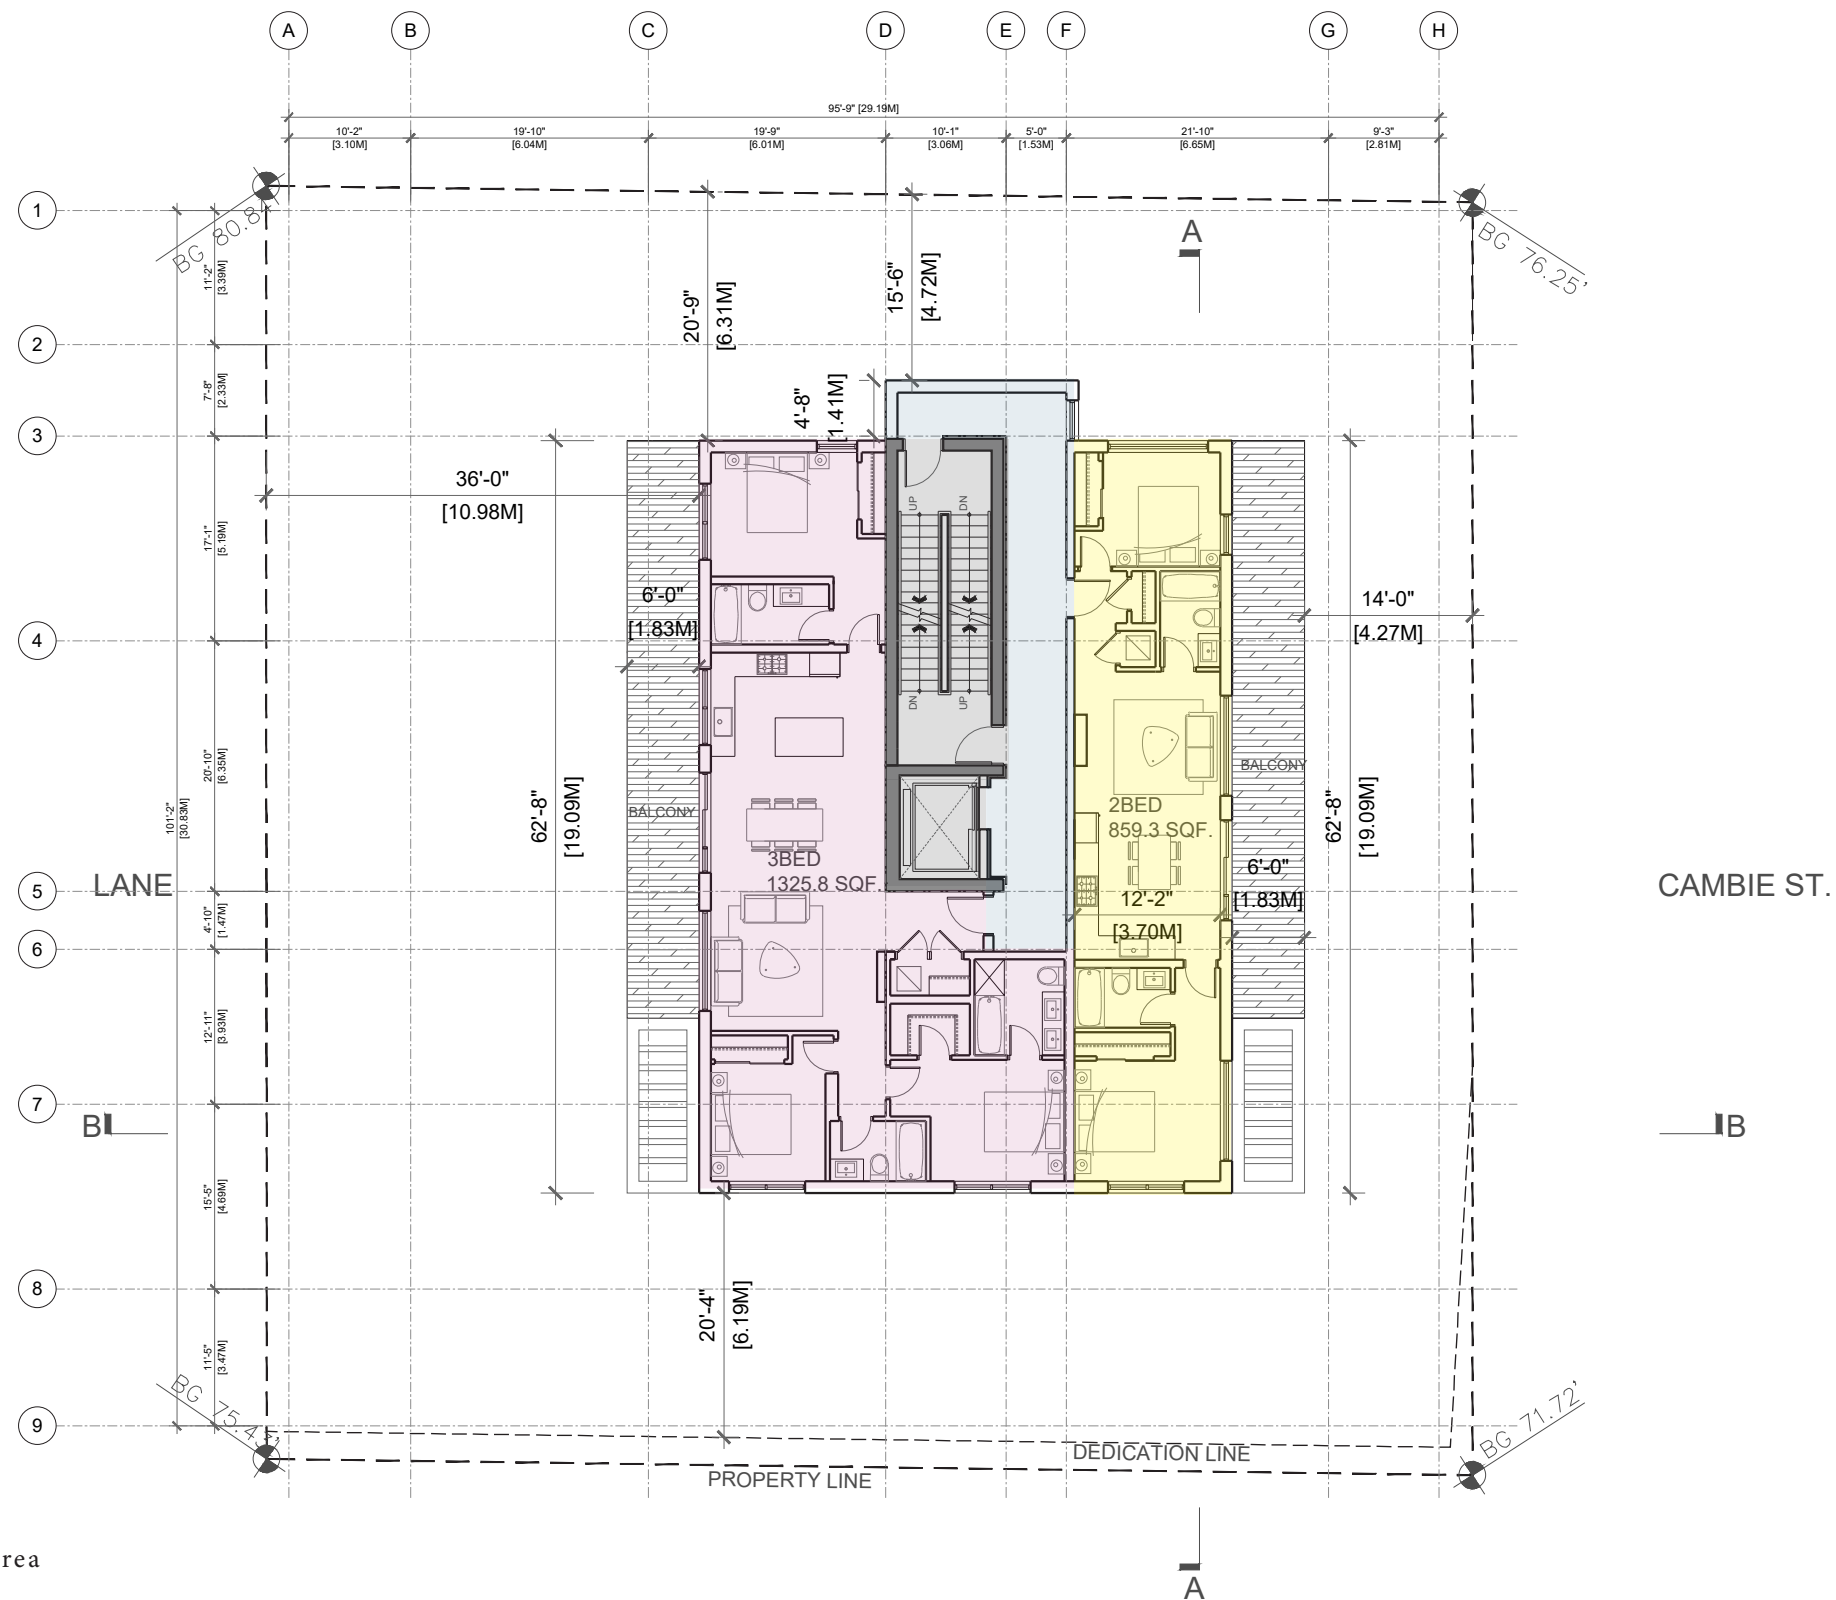 A B C D E F G H
95'-9" [29.19M]
10'-2" 19'-10" 19'-9" 10'-1" 5'-0" 21'-10" 9'-3"
[3.10M] [6.04M] [6.01M] [3.06M] [1.53M] [6.65M] [2.81M]
1
BG 80.8
BG 76.25'
11'-2"
[3.39M]
A
20'-9"
[6.31M]
15'-6"
[4.72M]
2
7'-8"
[2.33M]
4'-8"
[1.41M]
3
36'-0"
[10.98M]
17'-1"
[5.19M]
UP DN
6'-0"
[1.83M]
14'-0"
[4.27M]
4
DN UP
20'-10"
[6.35M]
101'-2"
[30.83M]
BALCONY
BALCONY
62'-8"
[19.09M]
62'-8"
[19.09M]
2BED
859.3 SQF.
3BED
1325.8 SQF.
LANE
CAMBIE ST.
5
6'-0"
[1.83M]
12'-2"
[3.70M]
4'-10"
[1.47M]
6
12'-11"
[3.93M]
7
B
B
15'-5"
[4.69M]
8
20'-4"
[6.19M]
11'-5"
[3.47M]
BG 75.43'
BG 71.72'
9
DEDICATION LINE
PROPERTY LINE
rea
A